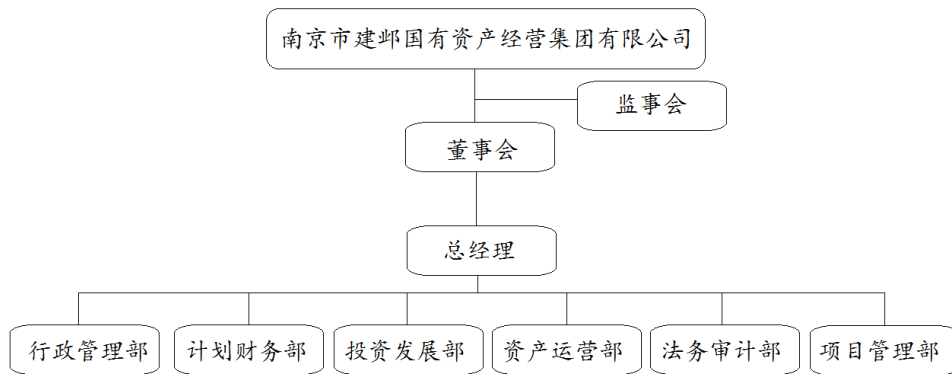 南京市建邺国有资产经营集团有限公司
监事会
董事会
总经理
行政管理部
计划财务部
投资发展部
资产运营部
法务审计部
项目管理部